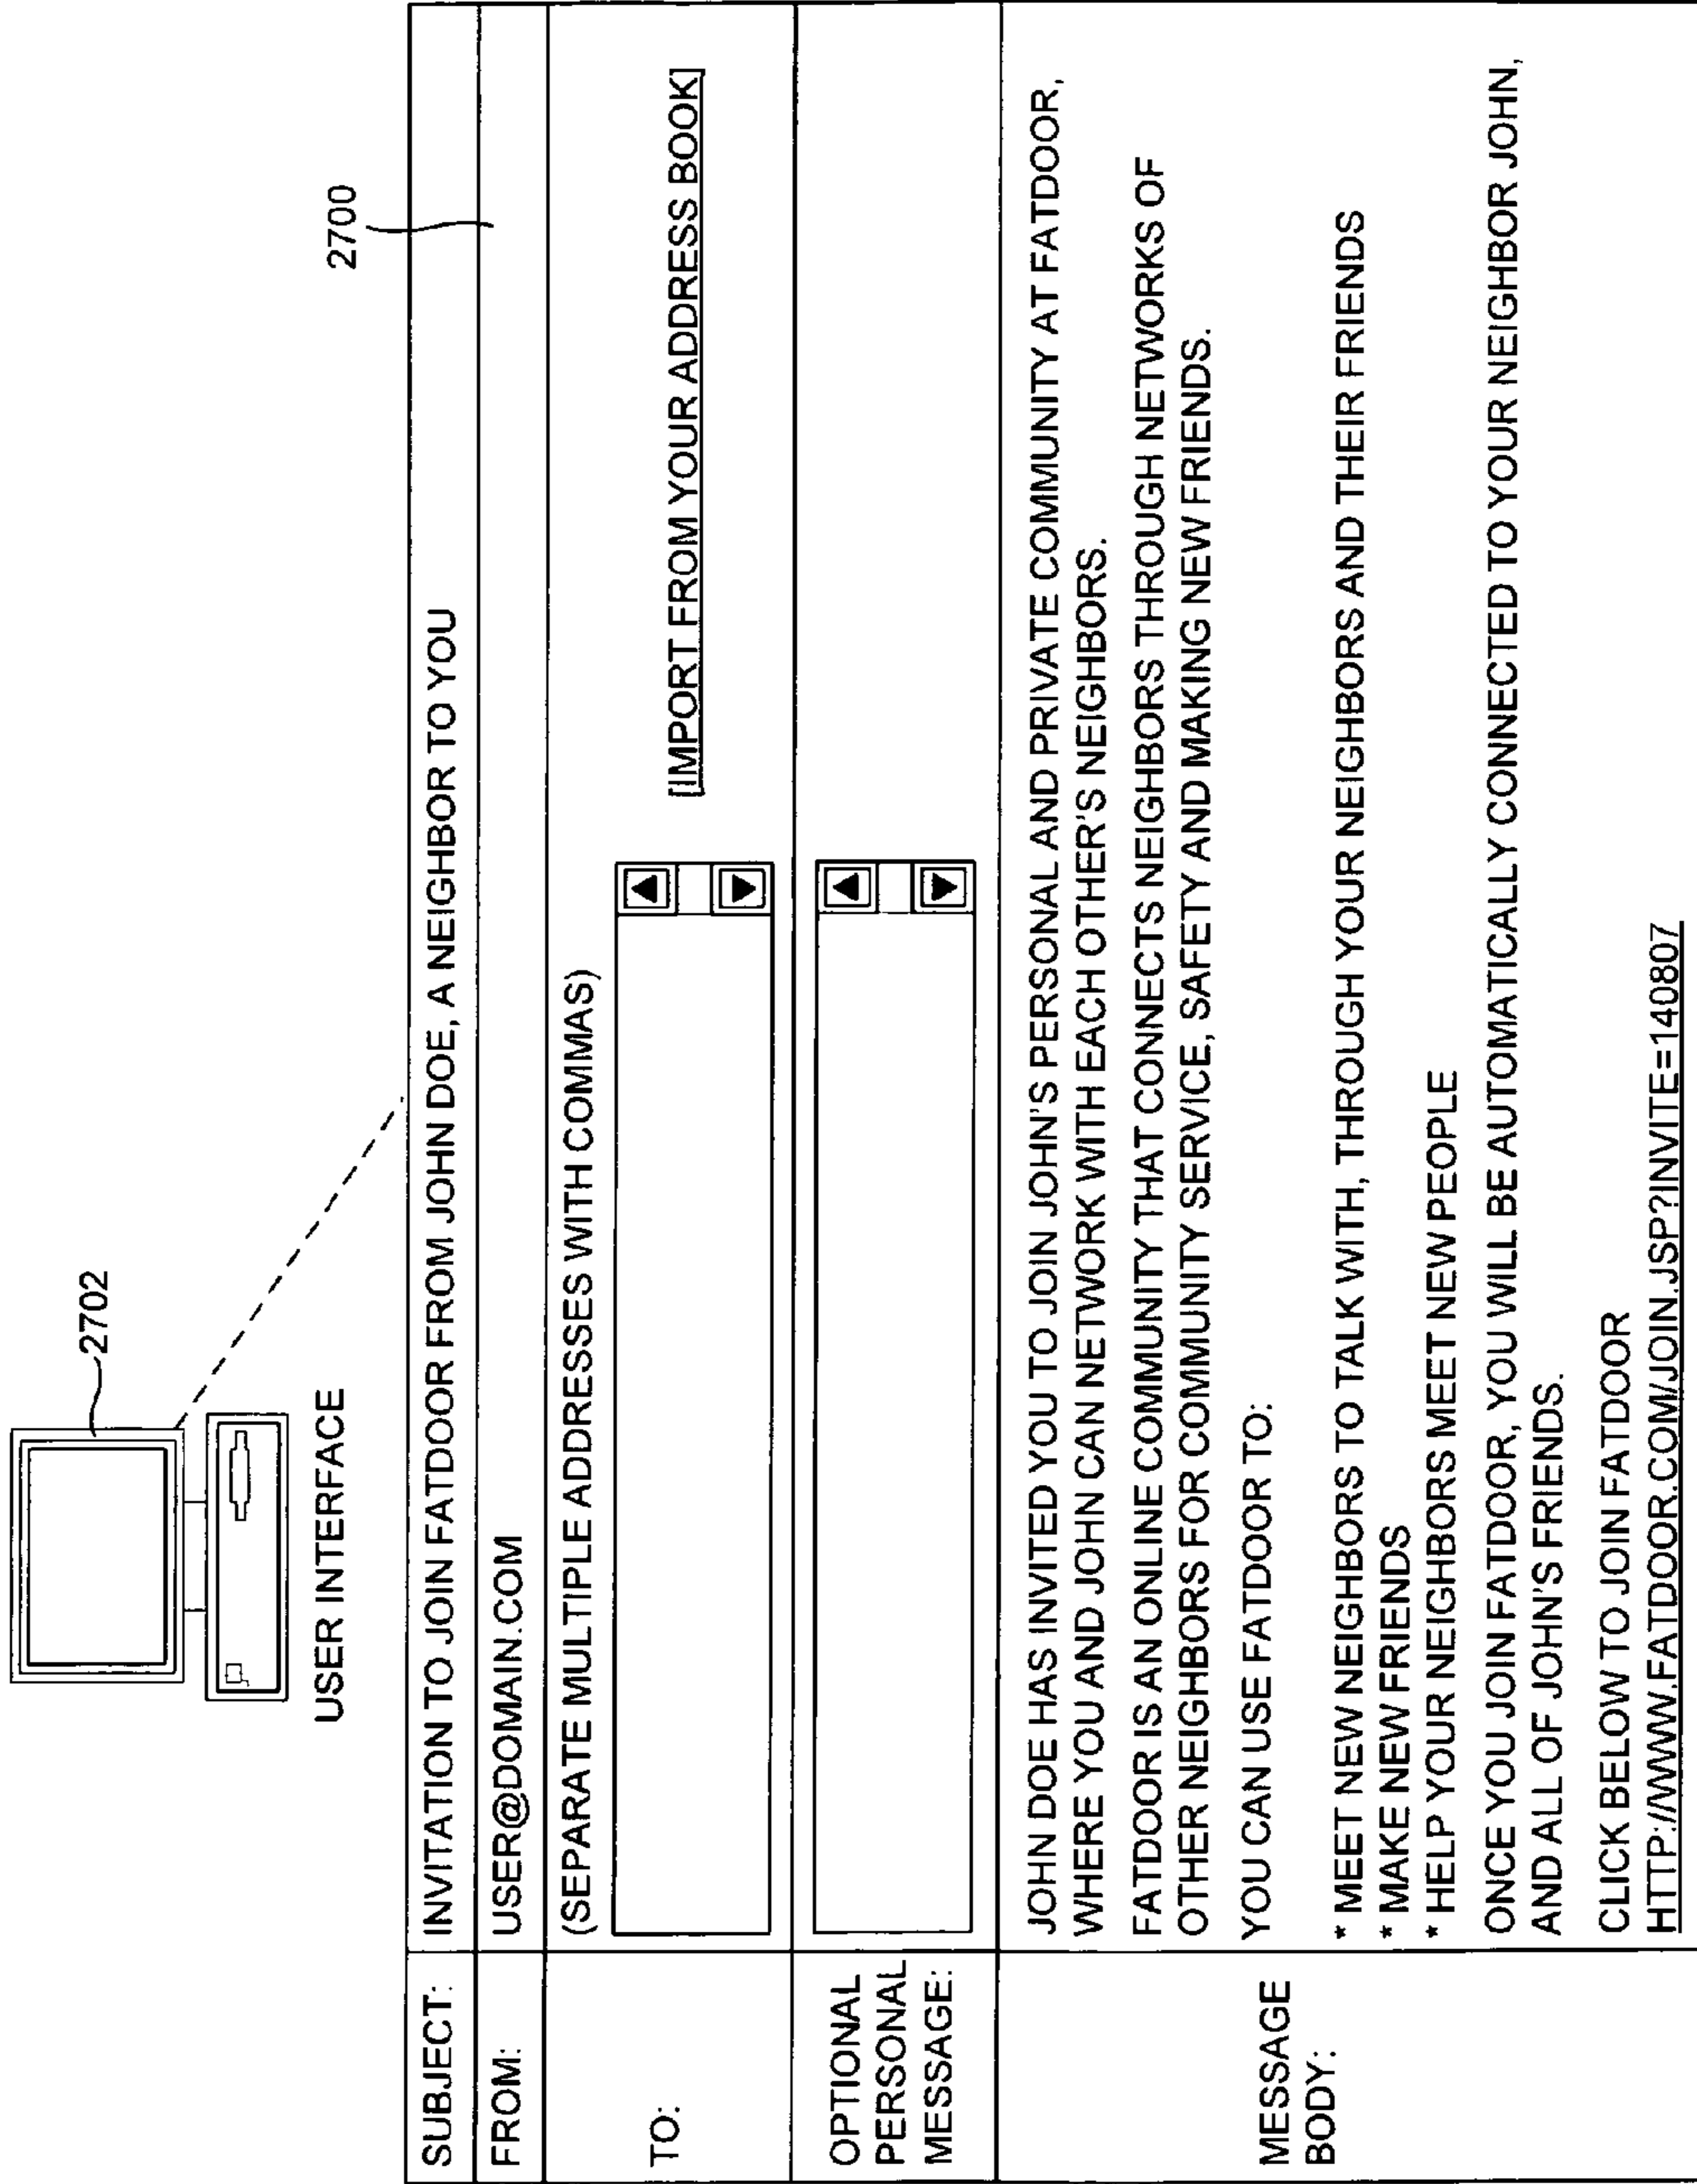 2702
USER INTERFACE
2700
SUBJECT: INVITATION TO JOIN FATDOOR FROM JOHN DOE, A NEIGHBOR TO YOU
FROM: USER@DOMAIN.COM
TO:
(SEPARATE MULTIPLE ADDRESSES WITH COMMAS)
[IMPORT FROM YOUR ADDRESS BOOK]
OPTIONAL
PERSONAL
MESSAGE:
MESSAGE
BODY:
JOHN DOE HAS INVITED YOU TO JOIN JOHN'S PERSONAL AND PRIVATE COMMUNITY AT FATDOOR,
WHERE YOU AND JOHN CAN NETWORK WITH EACH OTHER'S NEIGHBORS.
FATDOOR IS AN ONLINE COMMUNITY THAT CONNECTS NEIGHBORS THROUGH NETWORKS OF
OTHER NEIGHBORS FOR COMMUNITY SERVICE, SAFETY AND MAKING NEW FRIENDS.
YOU CAN USE FATDOOR TO:
* MEET NEW NEIGHBORS TO TALK WITH, THROUGH YOUR NEIGHBORS AND THEIR FRIENDS
* MAKE NEW FRIENDS
* HELP YOUR NEIGHBORS MEET NEW PEOPLE
ONCE YOU JOIN FATDOOR, YOU WILL BE AUTOMATICALLY CONNECTED TO YOUR NEIGHBOR JOHN,
AND ALL OF JOHN'S FRIENDS.
CLICK BELOW TO JOIN FATDOOR
HTTP://WWW.FATDOOR.COM/JOIN.JSP?INVITE=140807